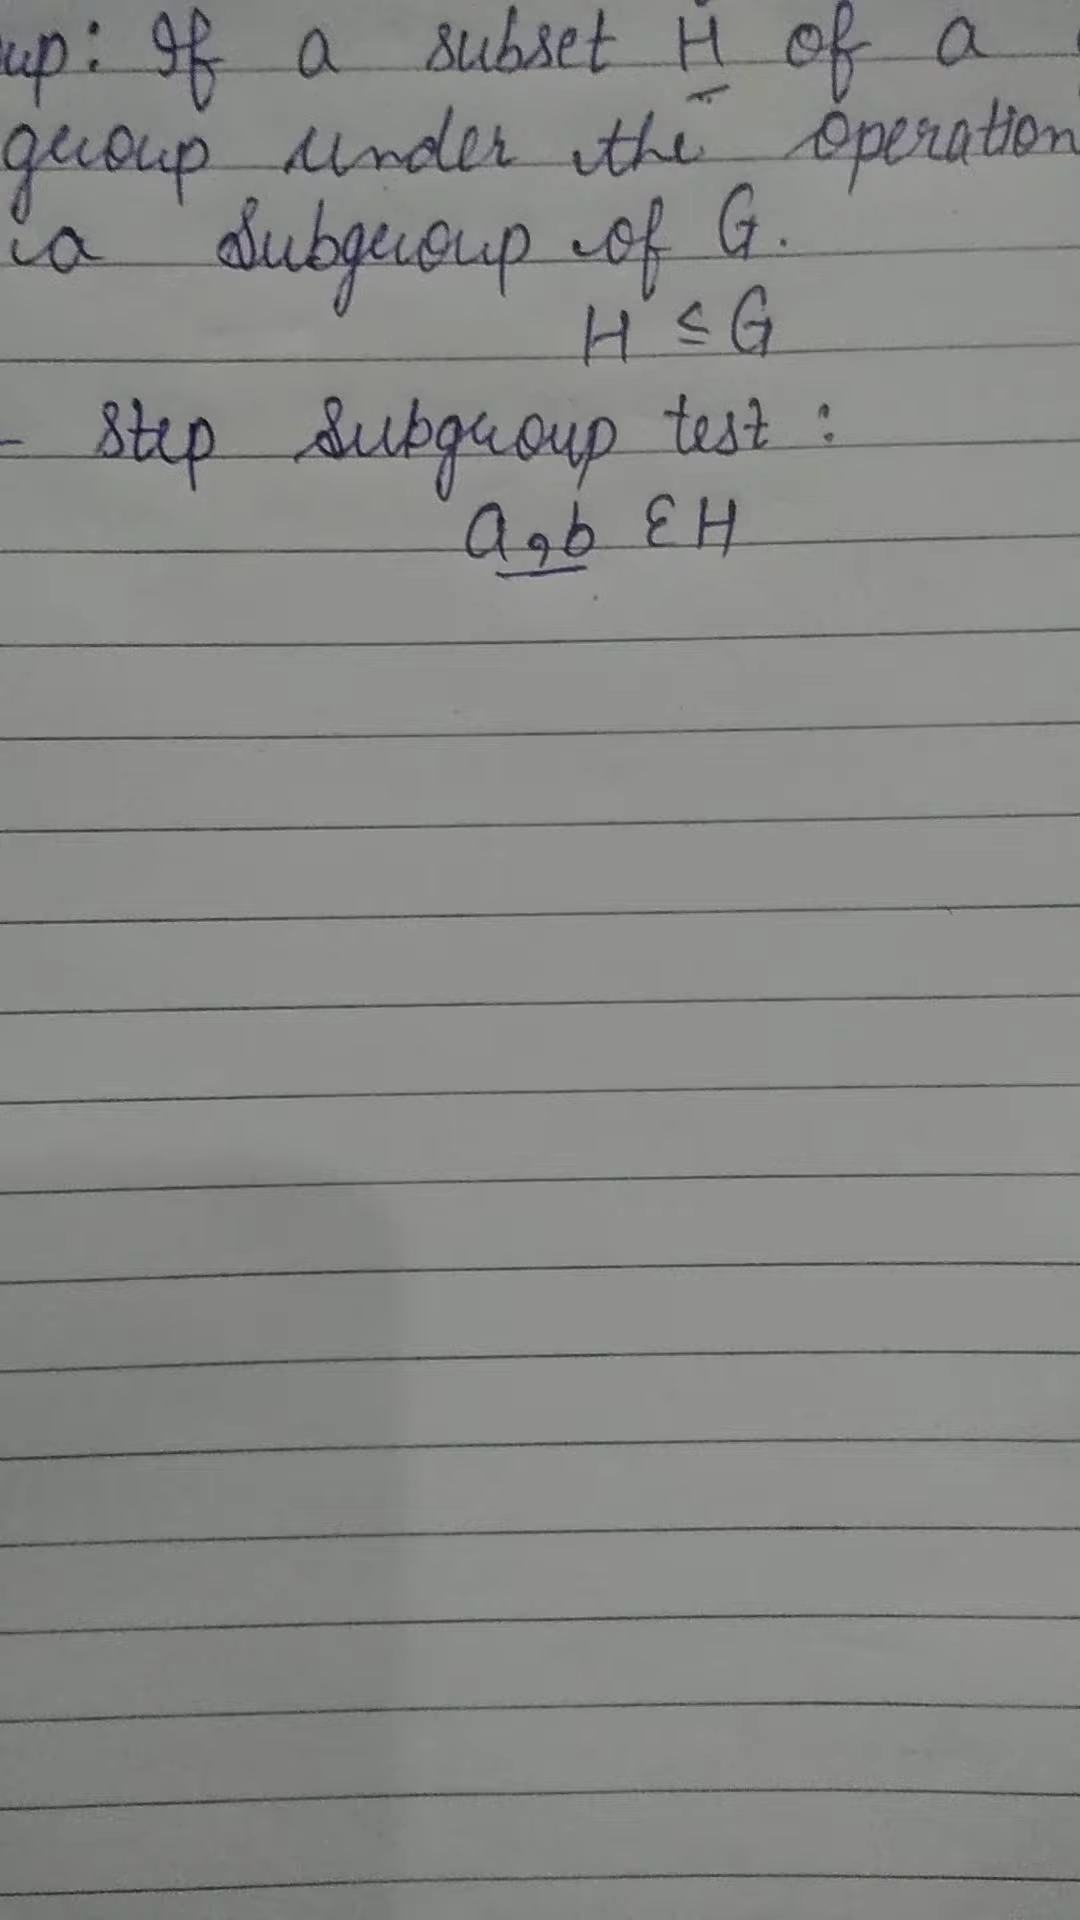 up: If a subset H of a
group under the operation
is a Subgroup of G.
H ≤ G
- Step Subgroup test :
a, b ∈ H